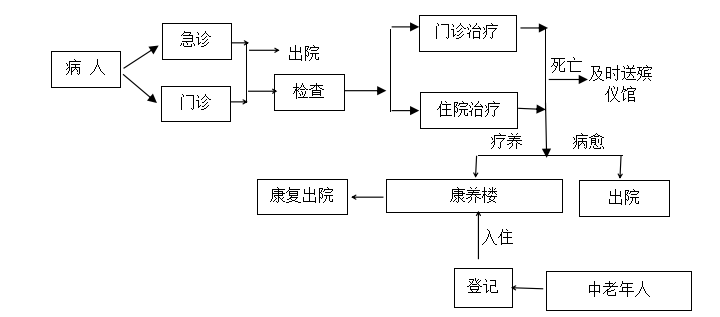 急诊
门诊治疗
出院
病 人
死亡
及时送殡
仪馆
检查
门诊
住院治疗
疗养
病愈
康复出院
康养楼
出院
入住
登记
中老年人